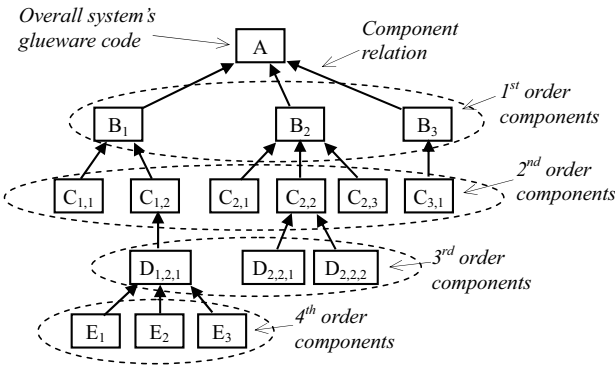 Overall system's
glueware code
A
Component
relation
1st order
components
B1
B2
B3
2nd order
components
C1,1
C1,2
C2,1
C2,2
C2,3
C3,1
3rd order
components
D1,2,1
D2,2,1
D2,2,2
4th order
components
E1
E2
E3